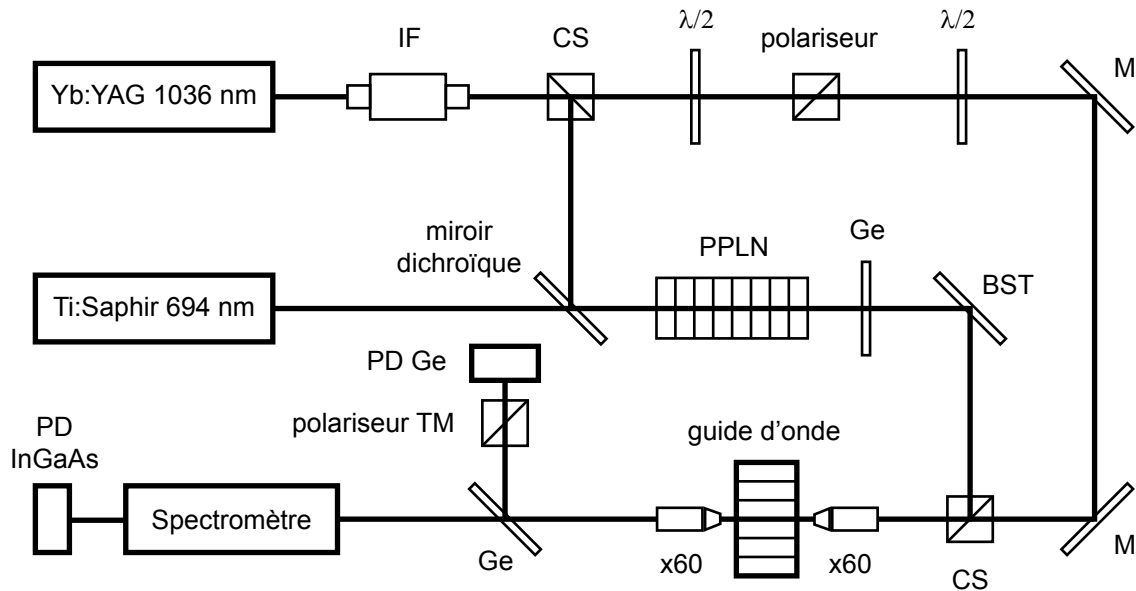 IF
CS
λ/2
polariseur
λ/2
M
Yb:YAG 1036 nm
miroir
dichroïque
PPLN
Ge
BST
Ti:Saphir 694 nm
PD Ge
polariseur TM
guide d'onde
PD
InGaAs
Spectromètre
Ge
x60
x60
CS
M